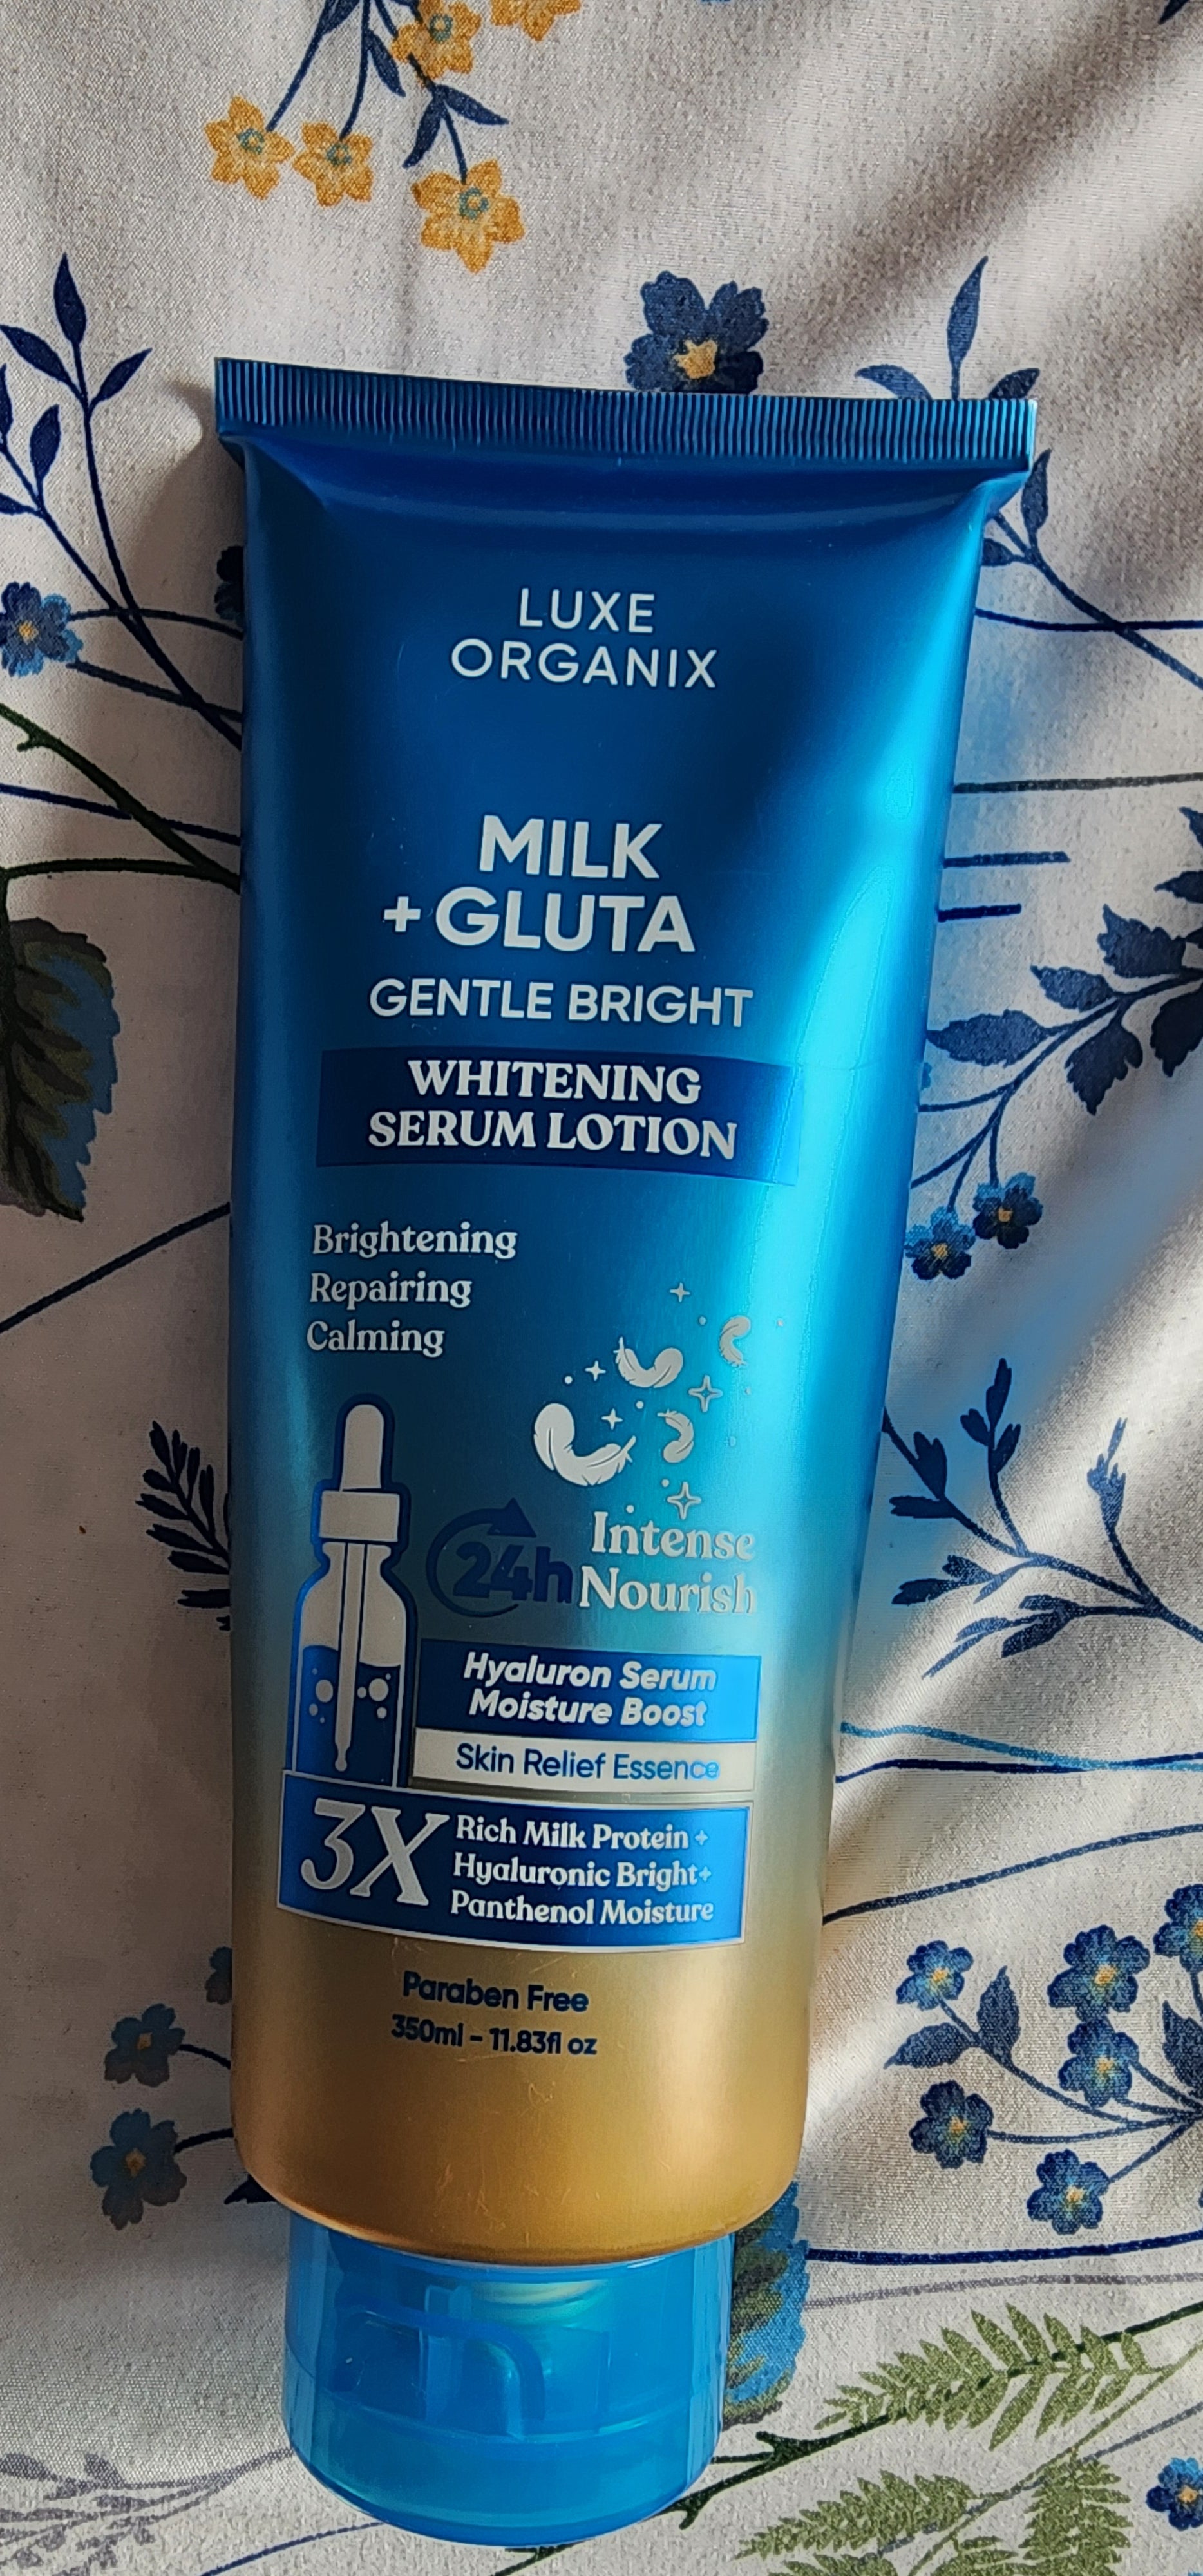 LUXE
ORGANIX
MILK
+GLUTA
GENTLE BRIGHT
WHITENING
SERUM LOTION
Brightening
Repairing
Calming
24h
Intense
Nourish
Hyaluron Serum
Moisture Boost
Skin Relief Essence
3X
Rich Milk Protein +
Hyaluronic Bright+
Panthenol Moisture
Paraben Free
350ml - 11.83fl oz